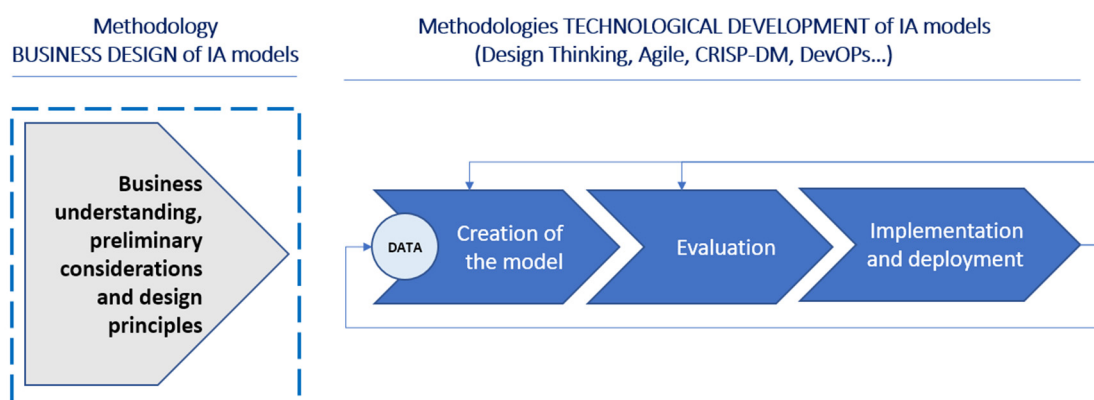 Methodology
BUSINESS DESIGN of IA models
Methodologies TECHNOLOGICAL DEVELOPMENT of IA models
(Design Thinking, Agile, CRISP-DM, DevOPs...)
Business
understanding,
preliminary
considerations
and design
principles
DATA
Creation of
the model
Evaluation
Implementation
and deployment